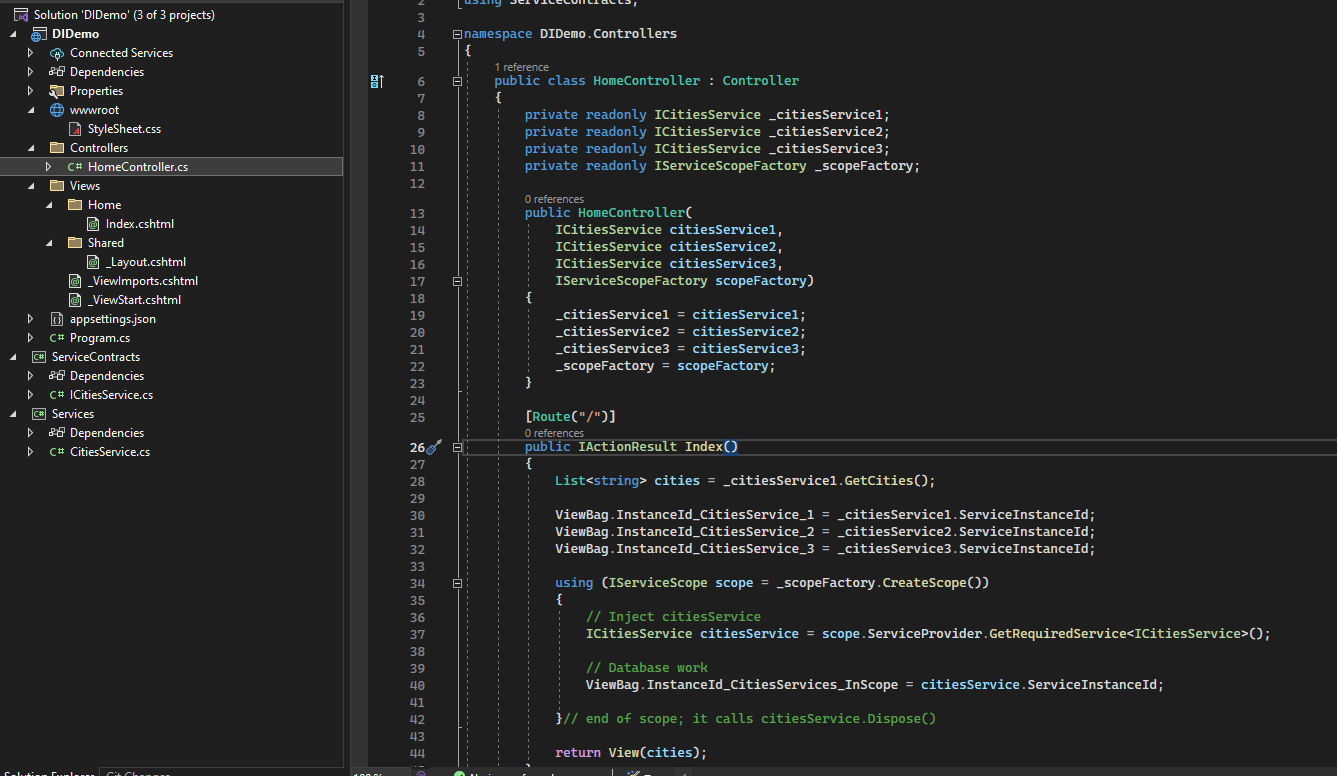 Solution 'DIDemo' (3 of 3 projects)
DIDemo
Connected Services
Dependencies
Properties
wwwroot
StyleSheet.css
Controllers
C# HomeController.cs
Views
Home
Index.cshtml
Shared
_Layout.cshtml
_ViewImports.cshtml
_ViewStart.cshtml
appsettings.json
C# Program.cs
C# ServiceContracts
Dependencies
C# ICitiesService.cs
C# Services
Dependencies
C# CitiesService.cs
Solution Explorer Git Changes
2 using ServiceContracts;
3
4 namespace DIDemo.Controllers
5 {
1 reference
6 public class HomeController : Controller
7 {
8 private readonly ICitiesService _citiesService1;
9 private readonly ICitiesService _citiesService2;
10 private readonly ICitiesService _citiesService3;
11 private readonly IServiceScopeFactory _scopeFactory;
12
0 references
13 public HomeController(
14 ICitiesService citiesService1,
15 ICitiesService citiesService2,
16 ICitiesService citiesService3,
17 IServiceScopeFactory scopeFactory)
18 {
19 _citiesService1 = citiesService1;
20 _citiesService2 = citiesService2;
21 _citiesService3 = citiesService3;
22 _scopeFactory = scopeFactory;
23 }
24
25 [Route("/")]
0 references
26 public IActionResult Index()
27 {
28 List<string> cities = _citiesService1.GetCities();
29
30 ViewBag.InstanceId_CitiesService_1 = _citiesService1.ServiceInstanceId;
31 ViewBag.InstanceId_CitiesService_2 = _citiesService2.ServiceInstanceId;
32 ViewBag.InstanceId_CitiesService_3 = _citiesService3.ServiceInstanceId;
33
34 using (IServiceScope scope = _scopeFactory.CreateScope())
35 {
36 // Inject citiesService
37 ICitiesService citiesService = scope.ServiceProvider.GetRequiredService<ICitiesService>();
38
39 // Database work
40 ViewBag.InstanceId_CitiesServices_InScope = citiesService.ServiceInstanceId;
41
42 }// end of scope; it calls citiesService.Dispose()
43
44 return View(cities);